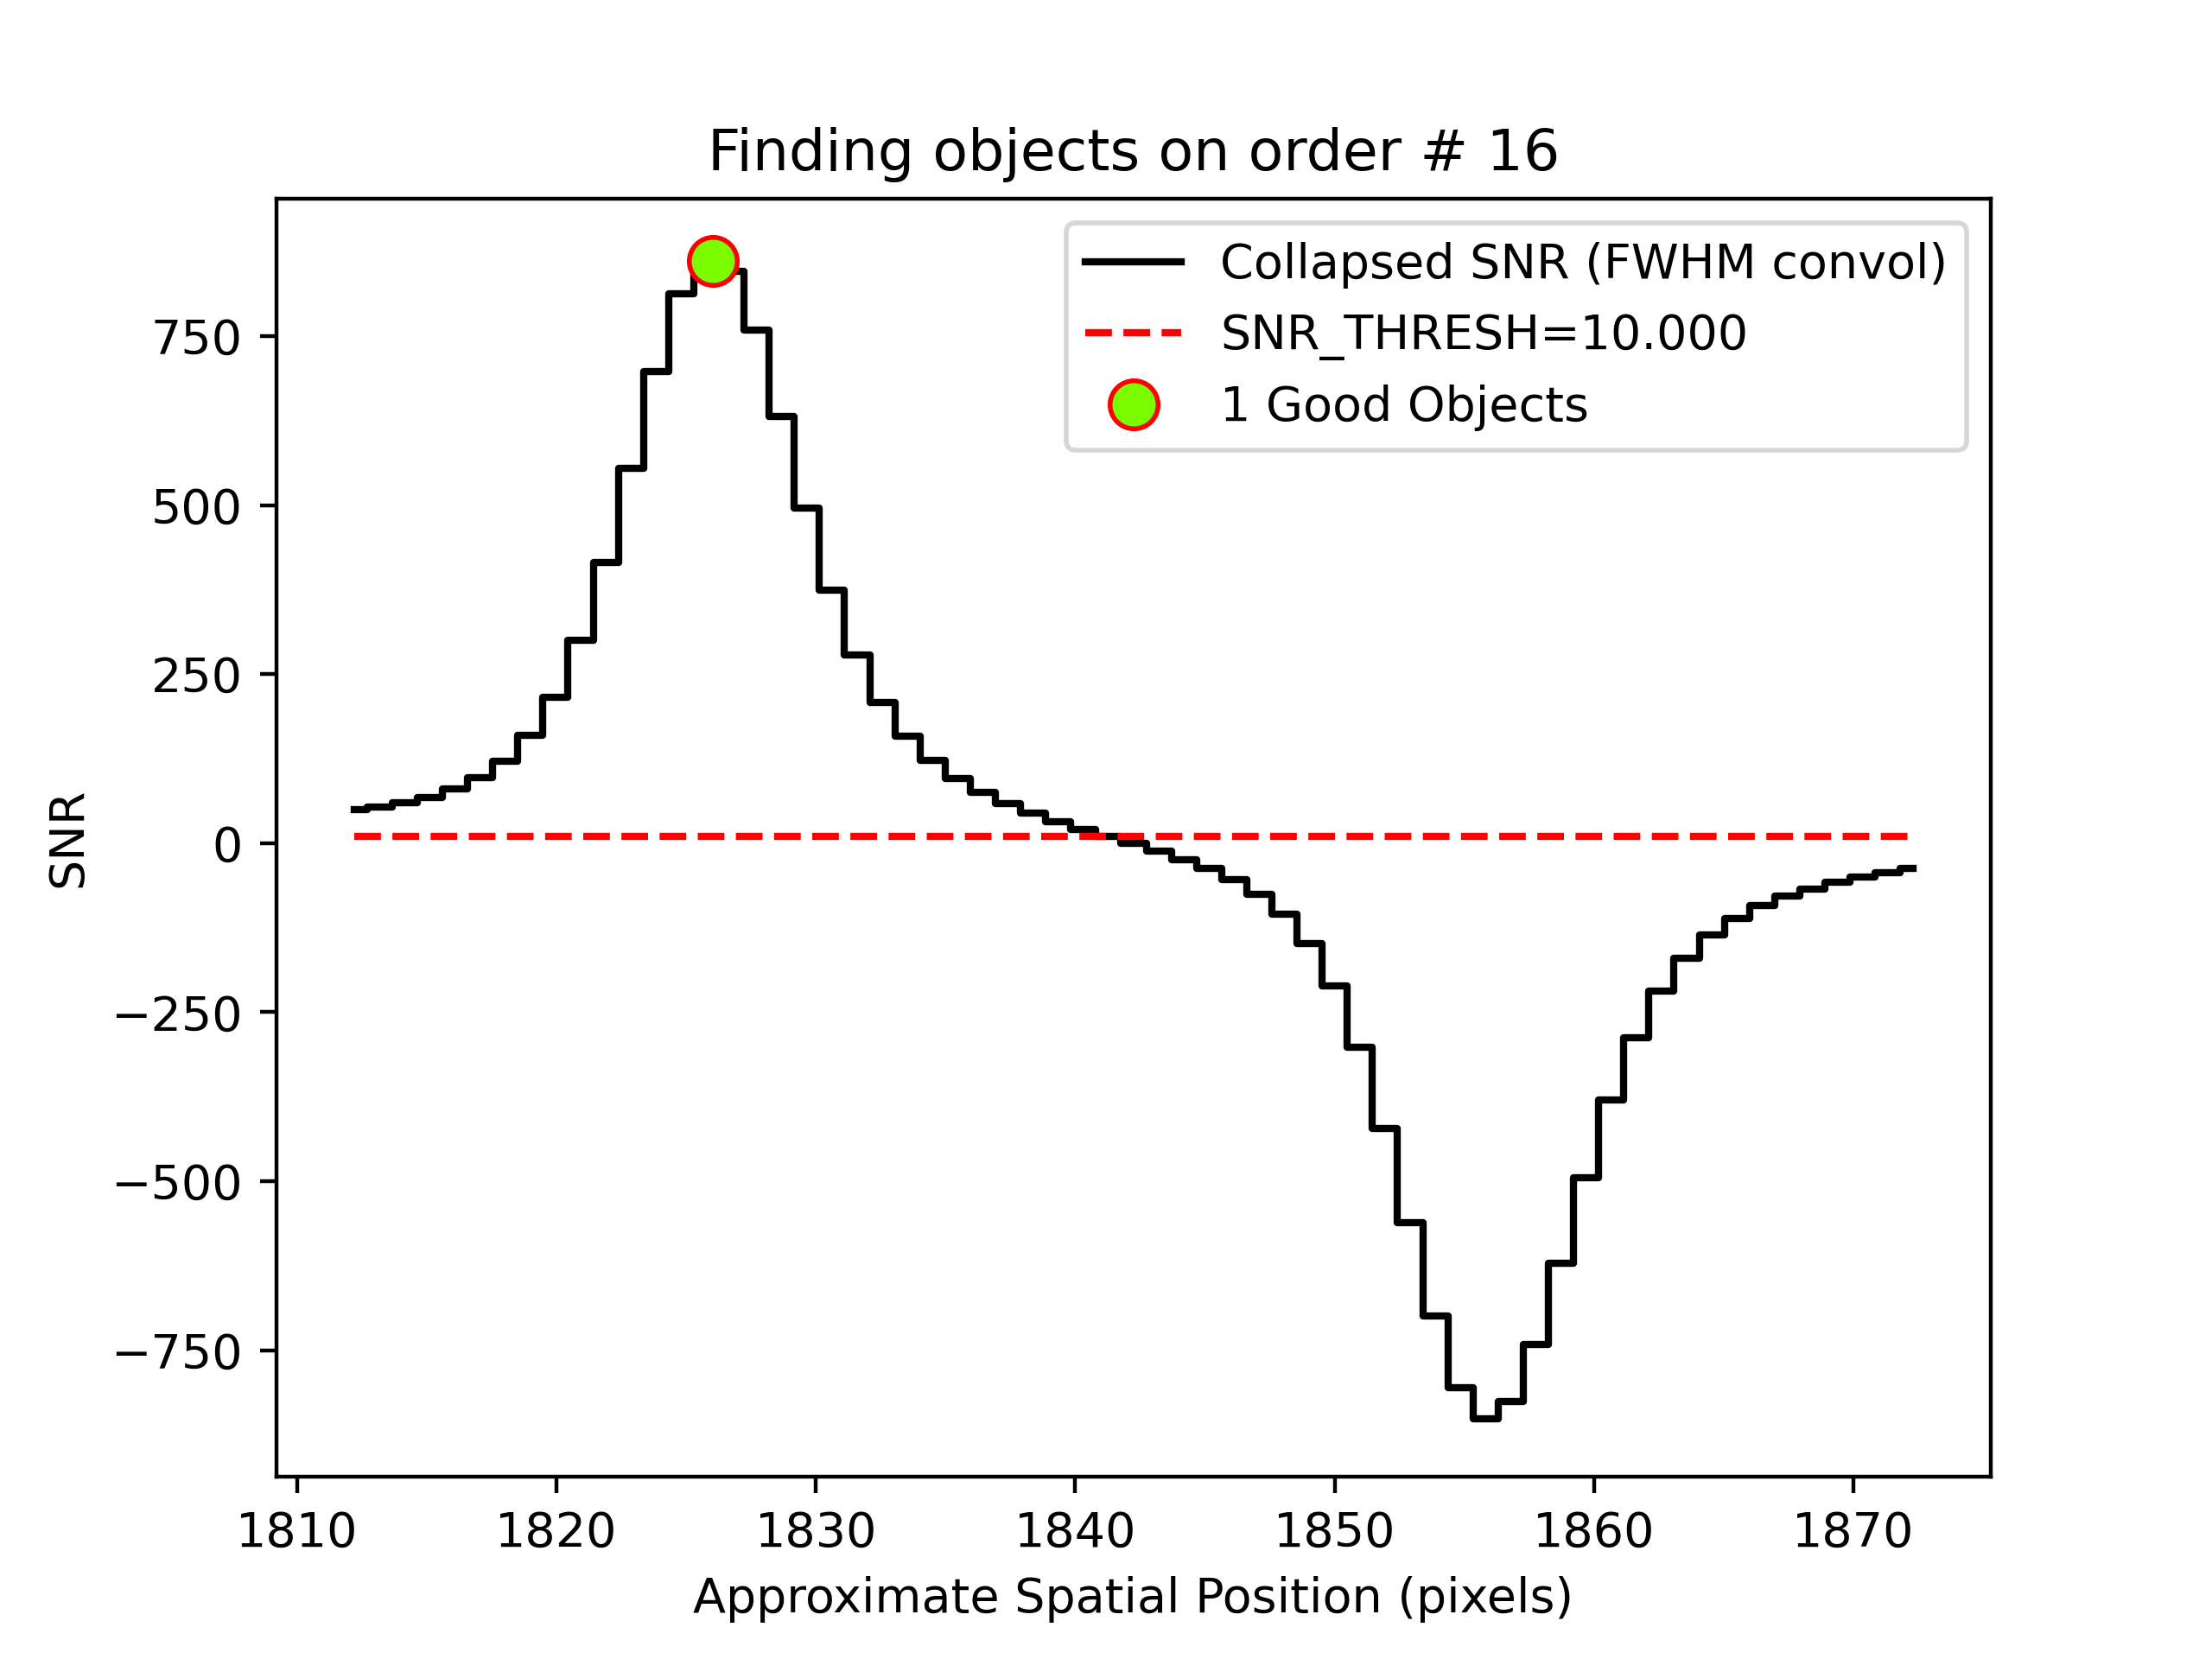 Finding objects on order # 16
Collapsed SNR (FWHM convol)
SNR_THRESH=10.000
1 Good Objects
750
500
250
0
−250
−500
−750
SNR
1810 1820 1830 1840 1850 1860 1870
Approximate Spatial Position (pixels)